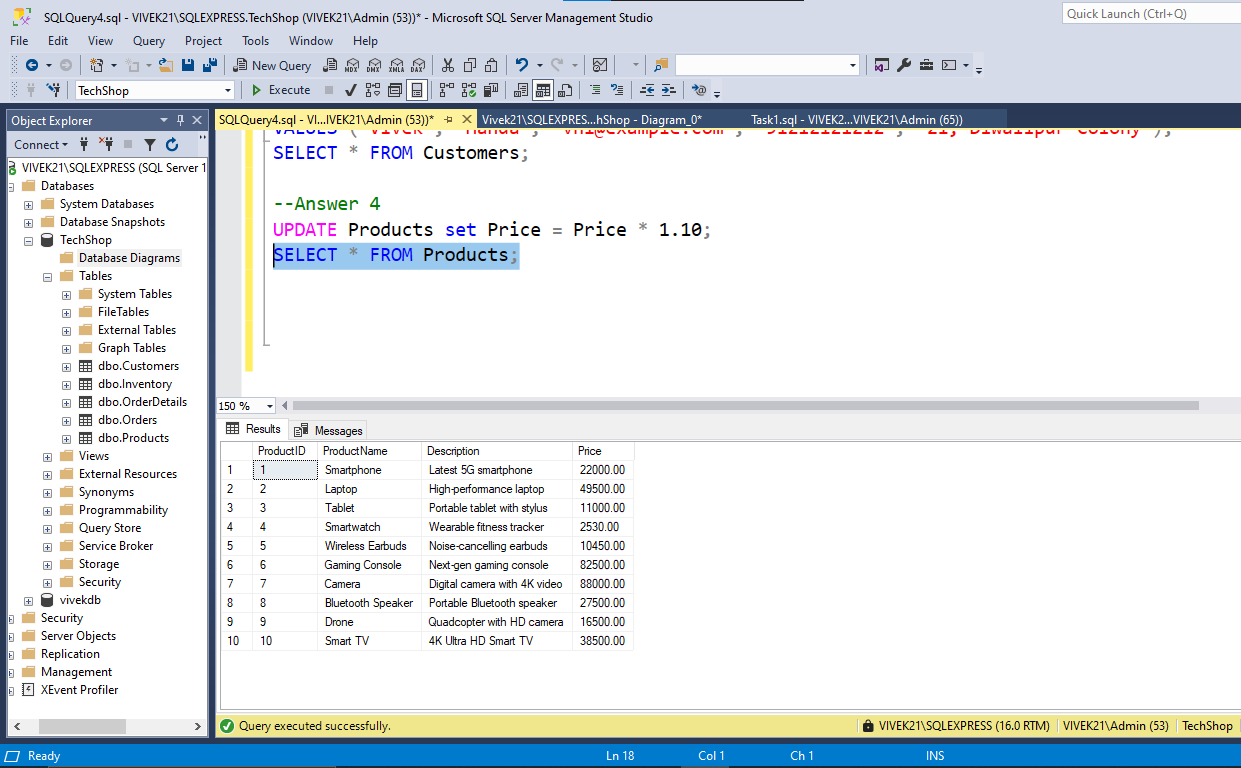 SQLQuery4.sql - VIVEK21\SQLEXPRESS.TechShop (VIVEK21\Admin (53))* - Microsoft SQL Server Management Studio
Quick Launch (Ctrl+Q)
File Edit View Query Project Tools Window Help
New Query MDX DMX XMLA DAX
TechShop Execute
Object Explorer
SQLQuery4.sql - VI...IVEK21\Admin (53))* Vivek21\SQLEXPRESS...hShop - Diagram_0* Task1.sql - VIVEK2...VIVEK21\Admin (65))
Connect
VIVEK21\SQLEXPRESS (SQL Server 1
Databases
System Databases
Database Snapshots
TechShop
Database Diagrams
Tables
System Tables
FileTables
External Tables
Graph Tables
dbo.Customers
dbo.Inventory
dbo.OrderDetails
dbo.Orders
dbo.Products
Views
External Resources
Synonyms
Programmability
Query Store
Service Broker
Storage
Security
vivekdb
Security
Server Objects
Replication
Management
XEvent Profiler
VALUES (
SELECT * FROM Customers;
--Answer 4
UPDATE Products set Price = Price * 1.10;
SELECT * FROM Products;
150 %
Results Messages
ProductID ProductName Description Price
1 1 Smartphone Latest 5G smartphone 22000.00
2 2 Laptop High-performance laptop 49500.00
3 3 Tablet Portable tablet with stylus 11000.00
4 4 Smartwatch Wearable fitness tracker 2530.00
5 5 Wireless Earbuds Noise-cancelling earbuds 10450.00
6 6 Gaming Console Next-gen gaming console 82500.00
7 7 Camera Digital camera with 4K video 88000.00
8 8 Bluetooth Speaker Portable Bluetooth speaker 27500.00
9 9 Drone Quadcopter with HD camera 16500.00
10 10 Smart TV 4K Ultra HD Smart TV 38500.00
Query executed successfully. VIVEK21\SQLEXPRESS (16.0 RTM) VIVEK21\Admin (53) TechShop
Ready Ln 18 Col 1 Ch 1 INS